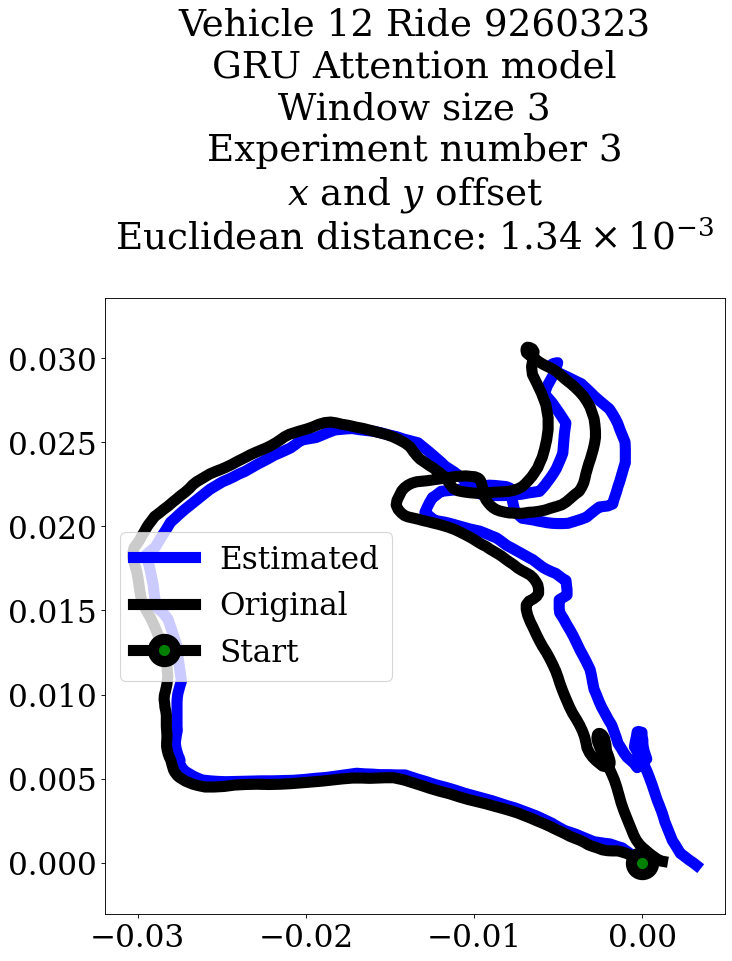 Vehicle 12 Ride 9260323
GRU Attention model
Window size 3
Experiment number 3
x and y offset
Euclidean distance: 1.34 × 10⁻³
0.030
0.025
0.020
0.015
0.010
0.005
0.000
Estimated
Original
Start
−0.03 −0.02 −0.01 0.00